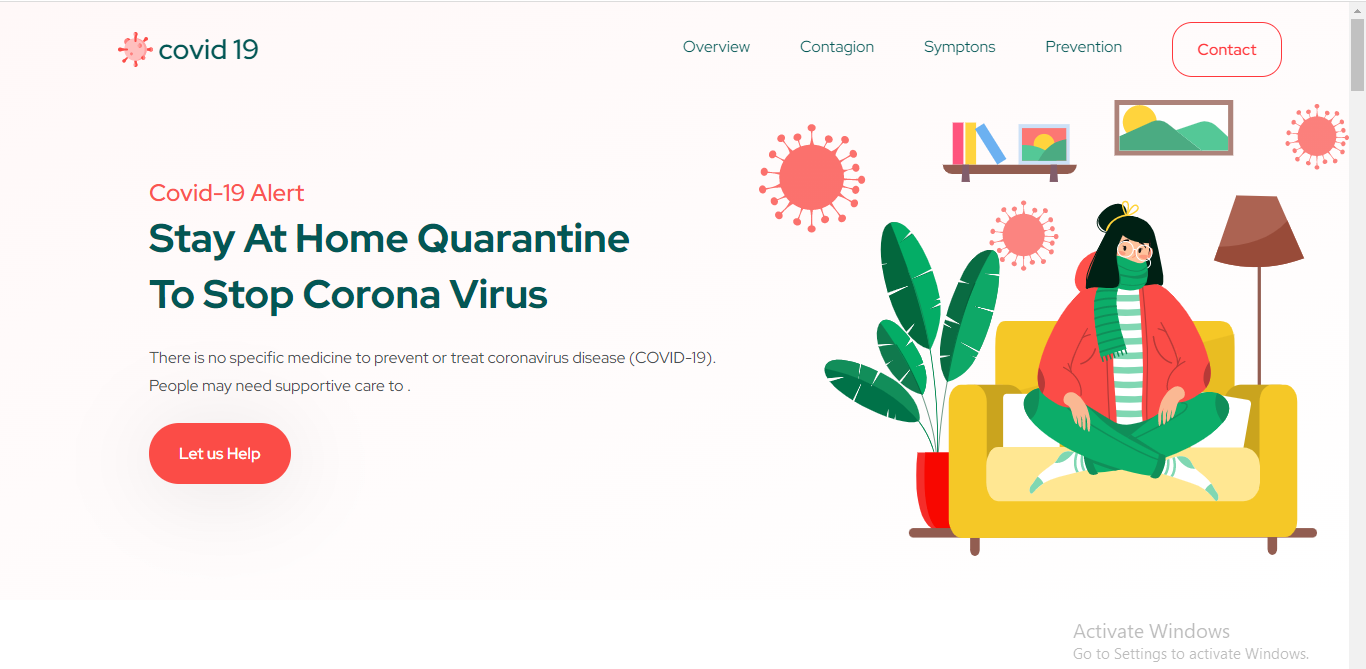 covid 19
Overview
Contagion
Symptons
Prevention
Contact
Covid-19 Alert
Stay At Home Quarantine
To Stop Corona Virus
There is no specific medicine to prevent or treat coronavirus disease (COVID-19).
People may need supportive care to .
Let us Help
Activate Windows
Go to Settings to activate Windows.